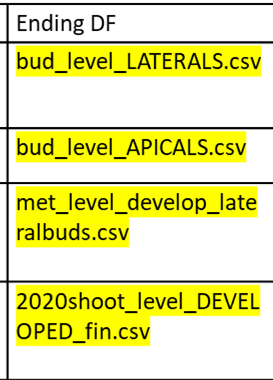 Ending DF
bud_level_LATERALS.csv
bud_level_APICALS.csv
met_level_develop_late
ralbuds.csv
2020shoot_level_DEVEL
OPED_fin.csv